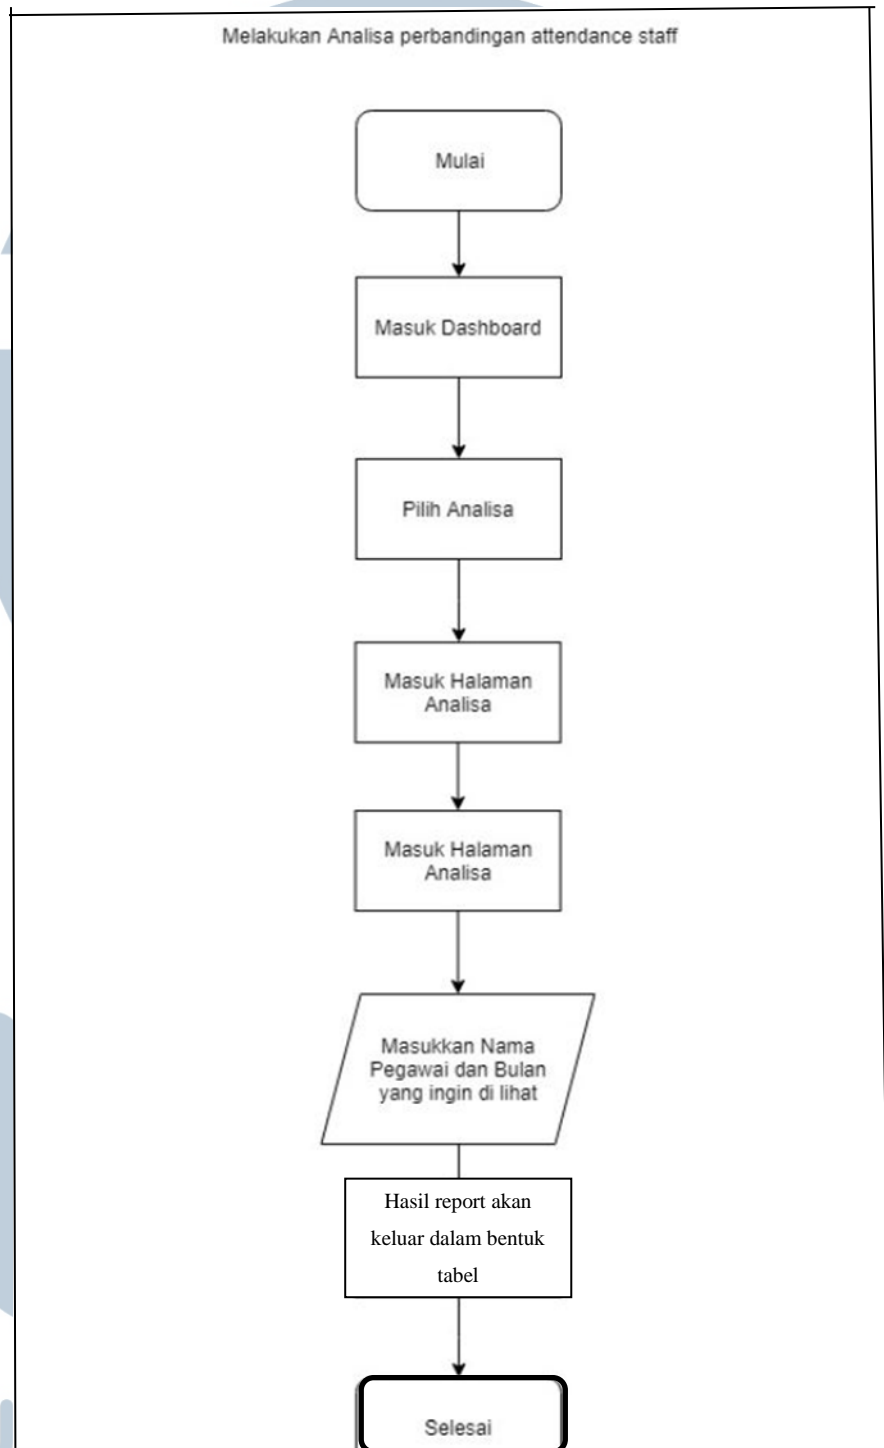 Melakukan Analisa perbandingan attendance staff
Mulai
Masuk Dashboard
Pilih Analisa
Masuk Halaman
Analisa
Masuk Halaman
Analisa
Masukkan Nama
Pegawai dan Bulan
yang ingin di lihat
Hasil report akan
keluar dalam bentuk
tabel
Selesai